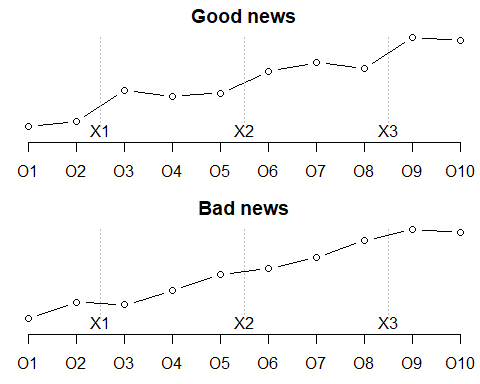 Good news
X1 X2 X3
O1 O2 O3 O4 O5 O6 O7 O8 O9 O10
Bad news
X1 X2 X3
O1 O2 O3 O4 O5 O6 O7 O8 O9 O10